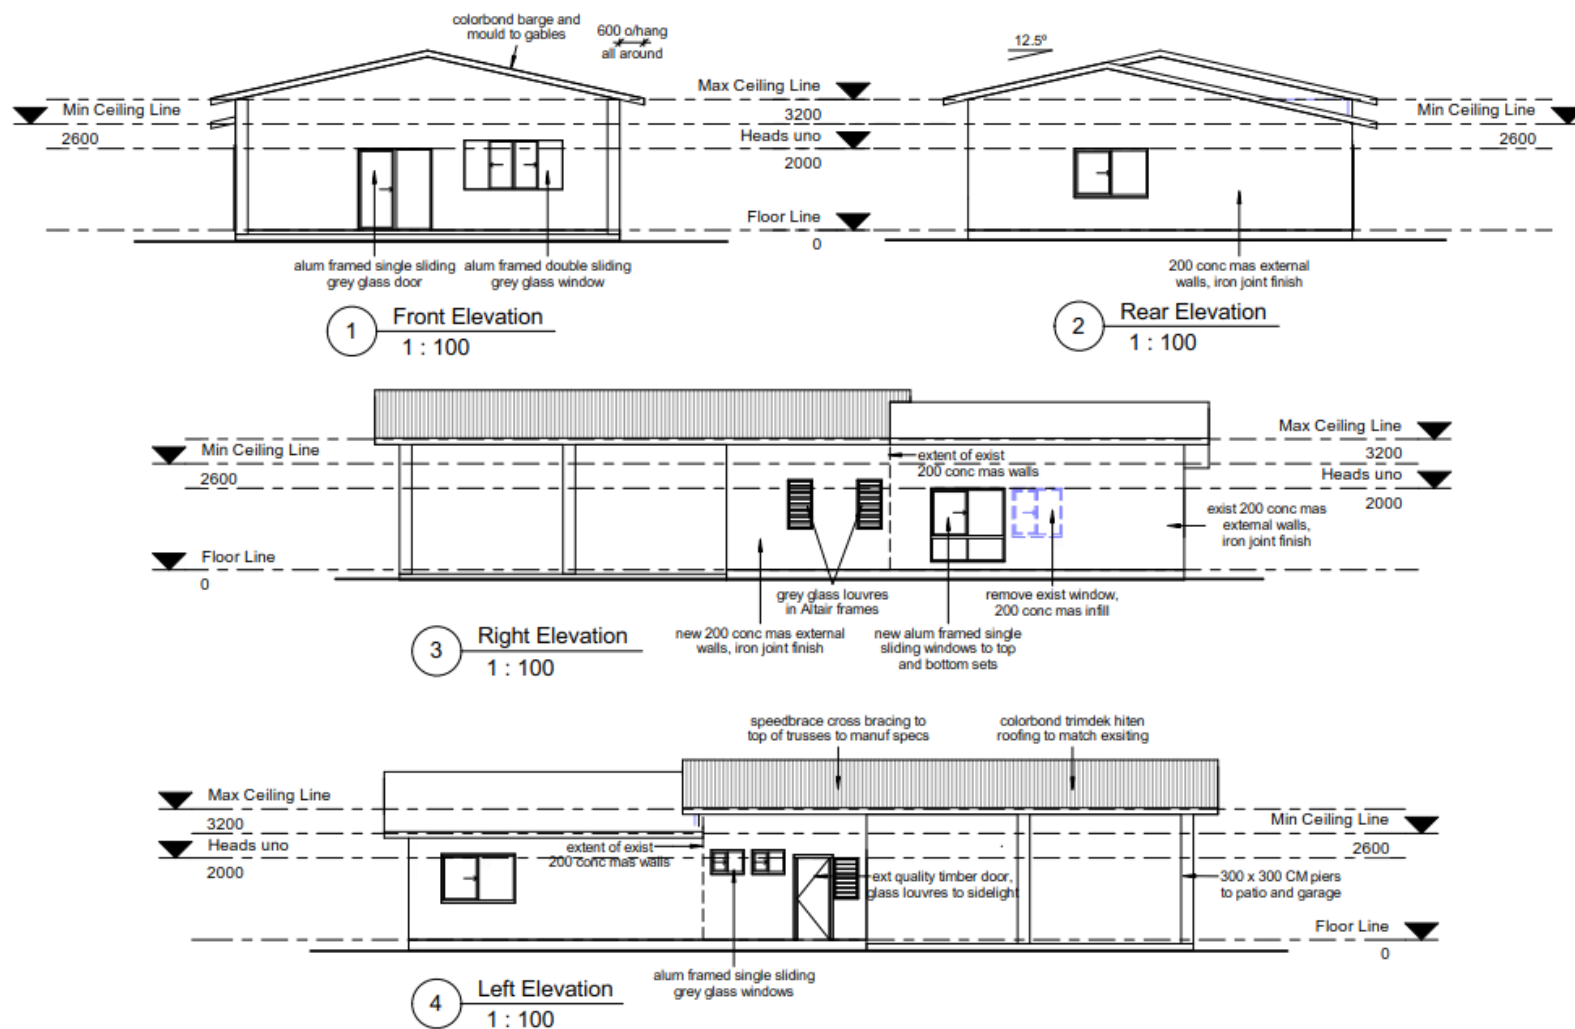 colorbond barge and
mould to gables
600 o/hang
all around
Min Ceiling Line
2600
Max Ceiling Line
3200
Heads uno
2000
Floor Line
0
alum framed single sliding
grey glass door
alum framed double sliding
grey glass window
1
Front Elevation
1 : 100
12.5°
Min Ceiling Line
2600
200 conc mas external
walls, iron joint finish
2
Rear Elevation
1 : 100
Min Ceiling Line
2600
Floor Line
0
extent of exist
200 conc mas walls
Max Ceiling Line
3200
Heads uno
2000
exist 200 conc mas
external walls,
iron joint finish
grey glass louvres
in Altair frames
remove exist window,
200 conc mas infill
new 200 conc mas external
walls, iron joint finish
new alum framed single
sliding windows to top
and bottom sets
3
Right Elevation
1 : 100
speedbrace cross bracing to
top of trusses to manuf specs
colorbond trimdek hiten
roofing to match exsiting
Max Ceiling Line
3200
Heads uno
2000
extent of exist
200 conc mas walls
ext quality timber door,
glass louvres to sidelight
Min Ceiling Line
2600
300 x 300 CM piers
to patio and garage
Floor Line
0
alum framed single sliding
grey glass windows
4
Left Elevation
1 : 100